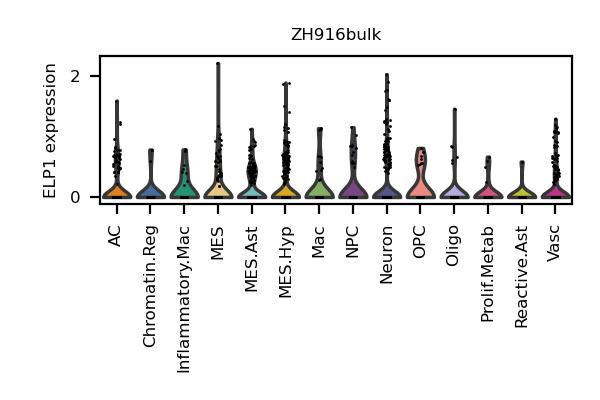 ZH916bulk
ELP1 expression
2
0
AC
Chromatin.Reg
Inflammatory.Mac
MES
MES.Ast
MES.Hyp
Mac
NPC
Neuron
OPC
Oligo
Prolif.Metab
Reactive.Ast
Vasc